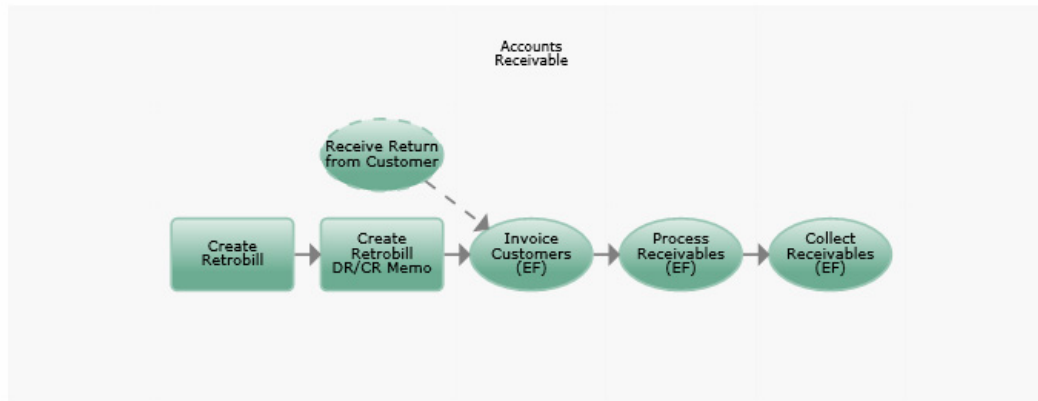 Accounts
Receivable
Receive Return
from Customer
Create
Retrobill
Create
Retrobill
DR/CR Memo
Invoice
Customers
(EF)
Process
Receivables
(EF)
Collect
Receivables
(EF)